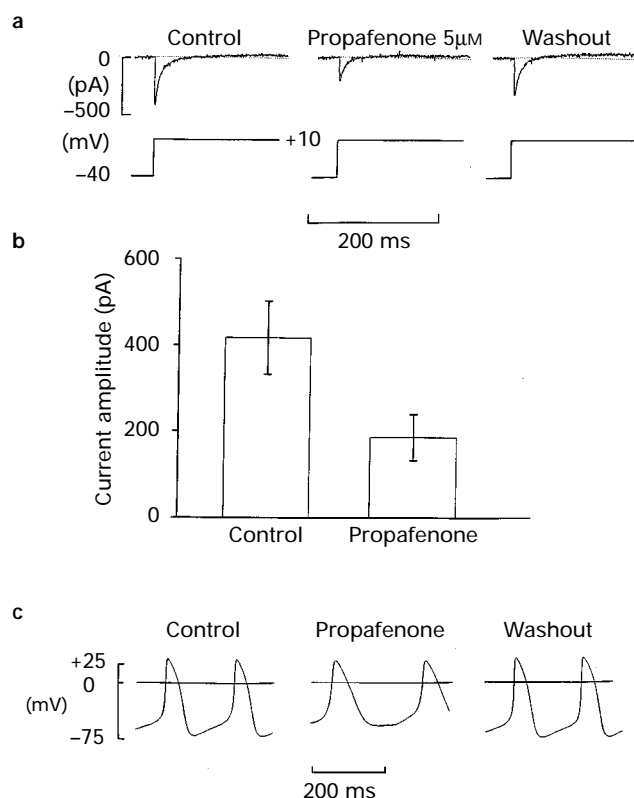 a
Control Propafenone 5μM Washout
0
(pA)
−500
(mV) +10
−40
200 ms
b
600
400
200
0
Current amplitude (pA)
Control Propafenone
c
Control Propafenone Washout
+25
0
(mV)
−75
200 ms